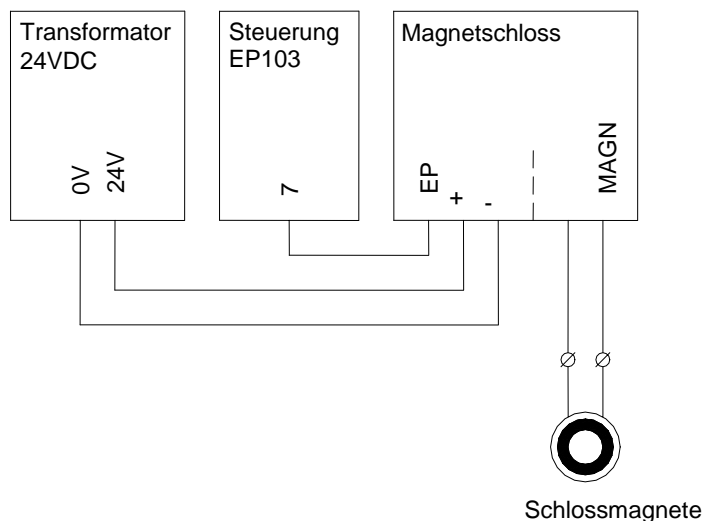 Transformator
24VDC
0V
24V
Steuerung
EP103
7
Magnetschloss
EP
+
-
MAGN
Schlossmagnete